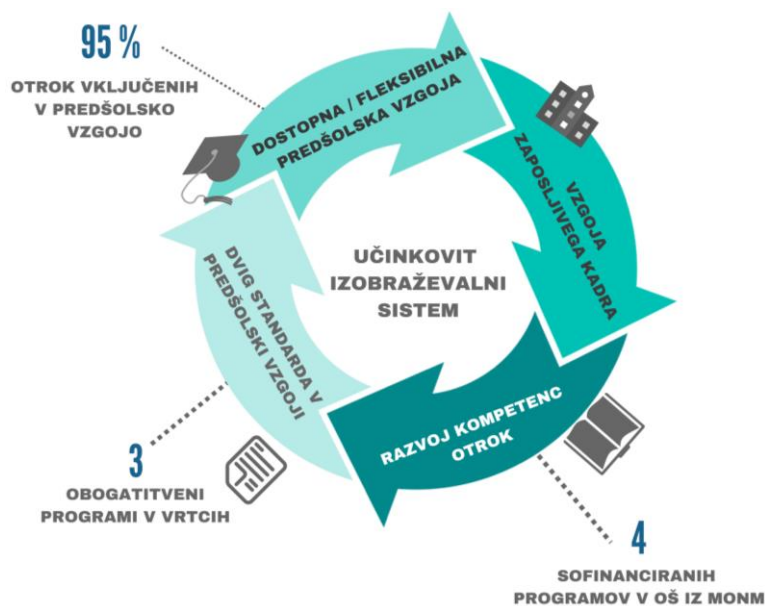 95 %
OTROK VKLJUČENIH
V PREDŠOLSKO
VZGOJO
DOSTOPNA / FLEKSIBILNA
PREDŠOLSKA VZGOJA
VZGOJA
ZAPOSLJIVEGA KADRA
UČINKOVIT
IZOBRAŽEVALNI
SISTEM
DVIG STANDARDA V
PREDŠOLSKI VZGOJI
RAZVOJ KOMPETENC
OTROK
3
OBOGATITVENI
PROGRAMI V VRTCIH
4
SOFINANCIRANIH
PROGRAMOV V OŠ IZ MONM